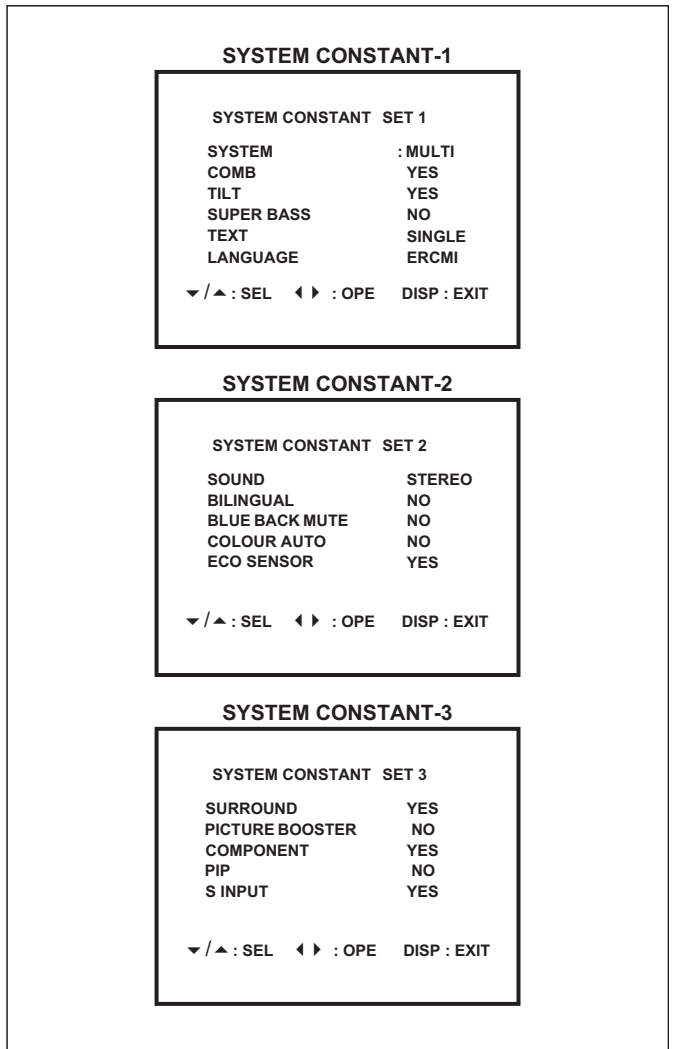 SYSTEM CONSTANT-1
SYSTEM CONSTANT SET 1
SYSTEM : MULTI
COMB YES
TILT YES
SUPER BASS NO
TEXT SINGLE
LANGUAGE ERCMI
▼/▲ : SEL ◀ ▶ : OPE DISP : EXIT
SYSTEM CONSTANT-2
SYSTEM CONSTANT SET 2
SOUND STEREO
BILINGUAL NO
BLUE BACK MUTE NO
COLOUR AUTO NO
ECO SENSOR YES
▼/▲ : SEL ◀ ▶ : OPE DISP : EXIT
SYSTEM CONSTANT-3
SYSTEM CONSTANT SET 3
SURROUND YES
PICTURE BOOSTER NO
COMPONENT YES
PIP NO
S INPUT YES
▼/▲ : SEL ◀ ▶ : OPE DISP : EXIT